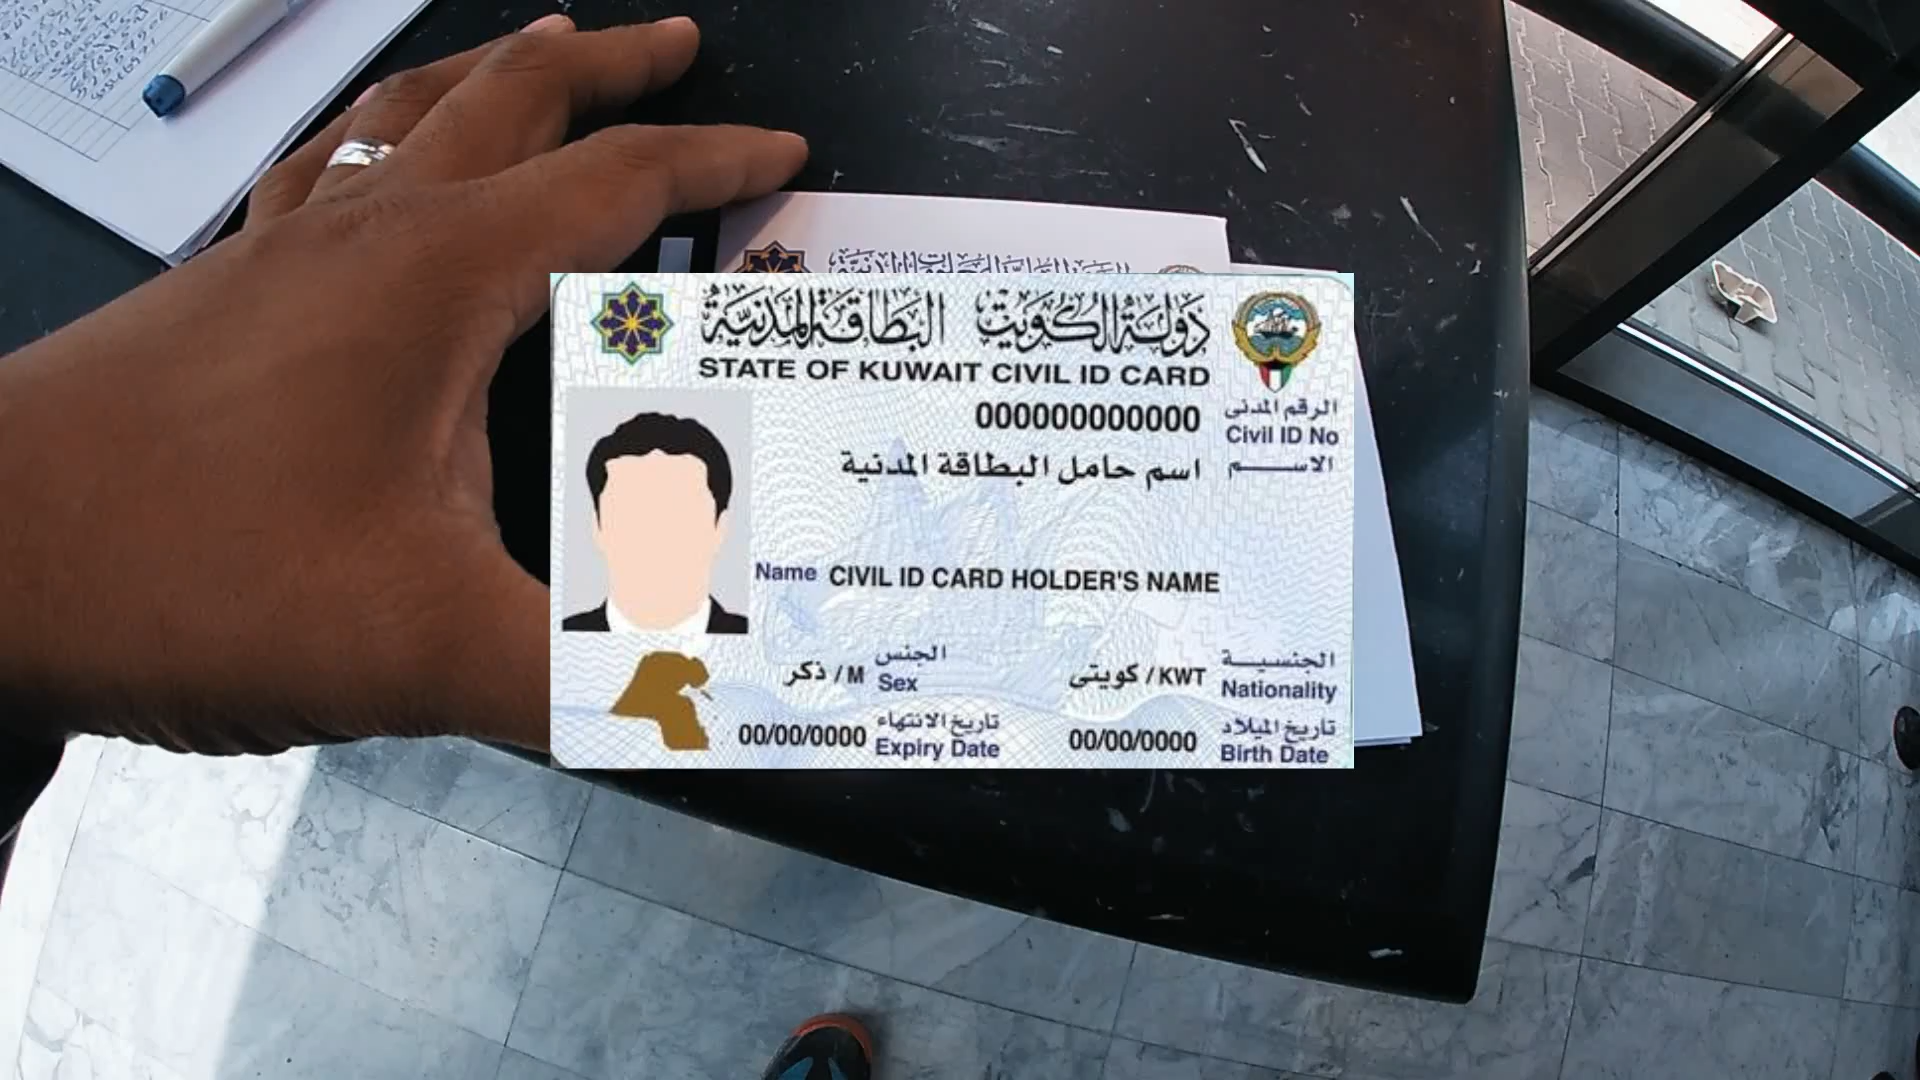 دولة الكويت البطاقة المدنية
STATE OF KUWAIT CIVIL ID CARD
الرقم المدنى
000000000000
Civil ID No
الاسم
اسم حامل البطاقة المدنية
Name CIVIL ID CARD HOLDER'S NAME
الجنسية
كويتى / KWT
Nationality
الجنس
ذكر / M
Sex
تاريخ الميلاد
00/00/0000
Birth Date
تاريخ الانتهاء
00/00/0000
Expiry Date